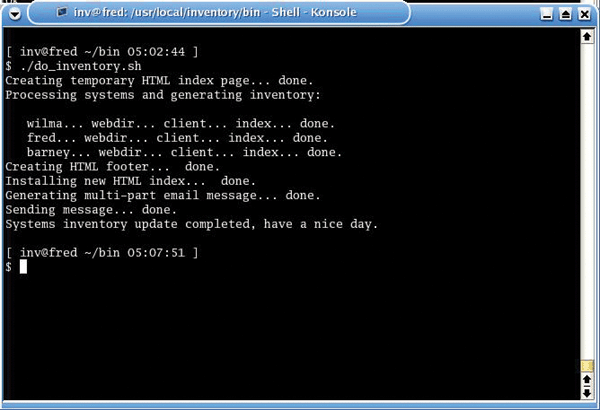 inv@fred: /usr/local/inventory/bin - Shell - Konsole
[ inv@fred ~/bin 05:02:44 ]
$ ./do_inventory.sh
Creating temporary HTML index page... done.
Processing systems and generating inventory:
wilma... webdir... client... index... done.
fred... webdir... client... index... done.
barney... webdir... client... index... done.
Creating HTML footer...  done.
Installing new HTML index...  done.
Generating multi-part email message... done.
Sending message... done.
Systems inventory update completed, have a nice day.
[ inv@fred ~/bin 05:07:51 ]
$